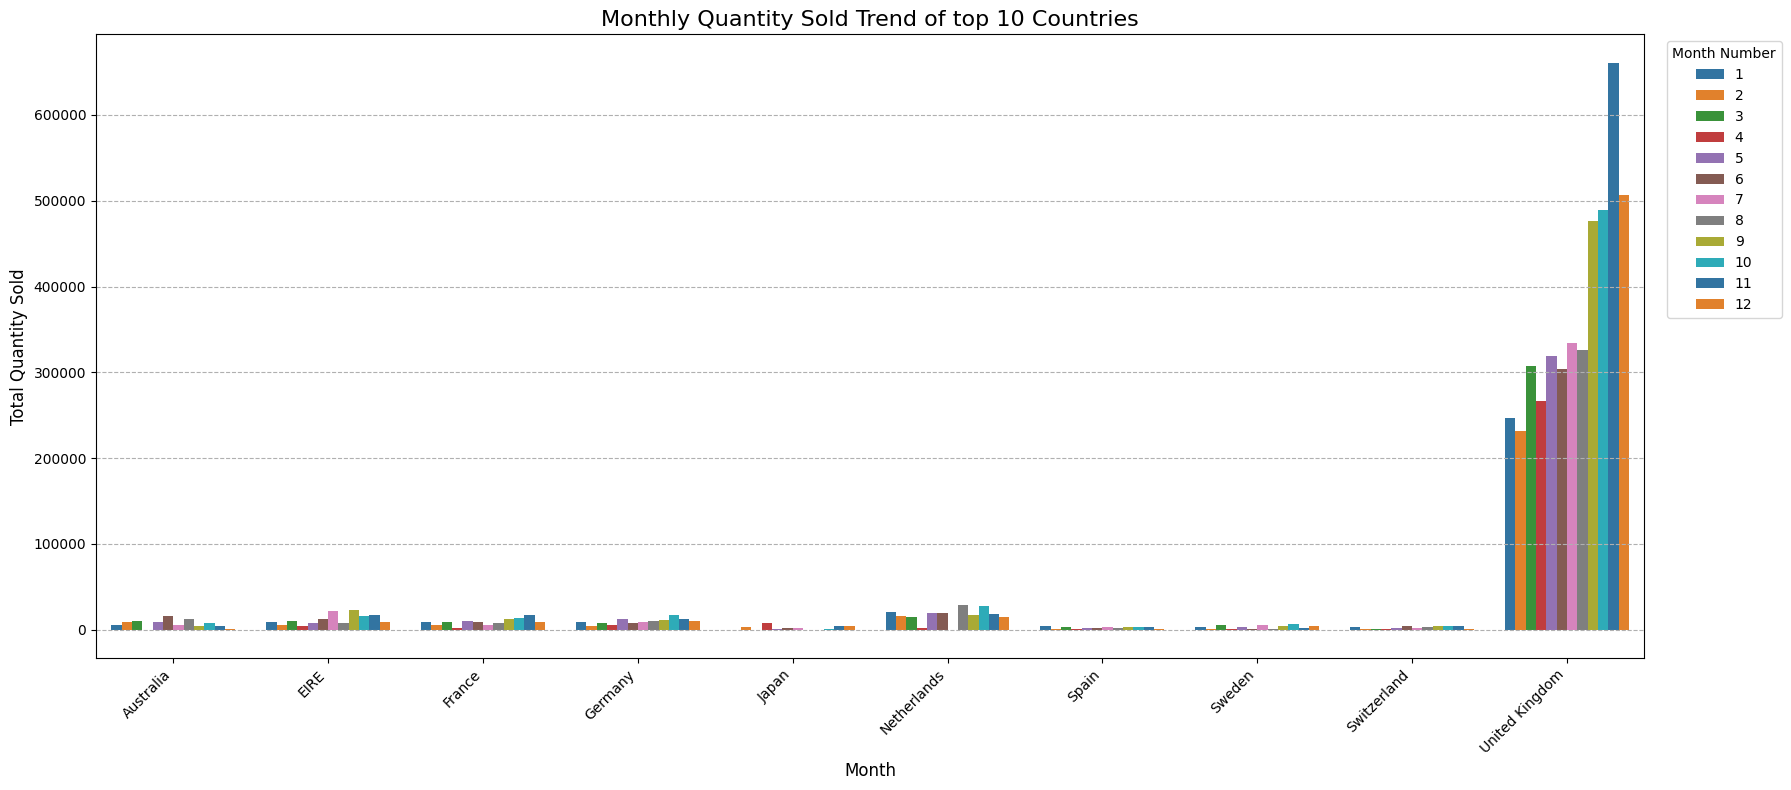 Monthly Quantity Sold Trend of top 10 Countries
Total Quantity Sold
600000
500000
400000
300000
200000
100000
0
Australia
EIRE
France
Germany
Japan
Netherlands
Spain
Sweden
Switzerland
United Kingdom
Month
Month Number
1
2
3
4
5
6
7
8
9
10
11
12